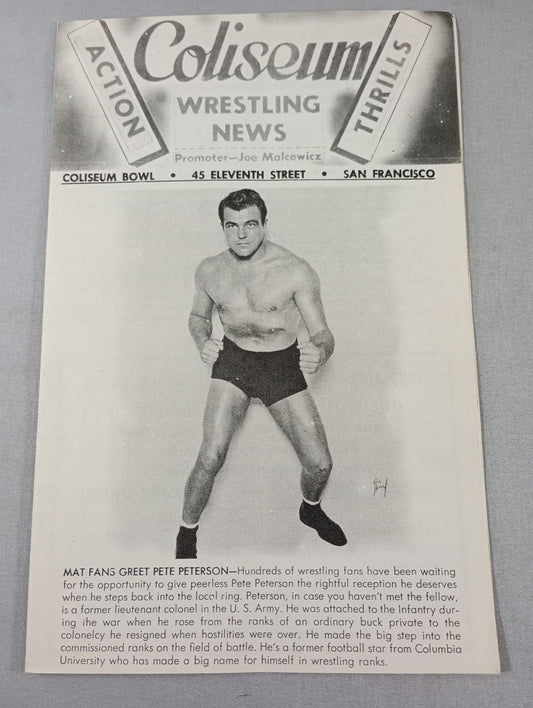 ACTION
Coliseum
THRILLS
WRESTLING
NEWS
Promoter—Joe Malcewicz
COLISEUM BOWL • 45 ELEVENTH STREET • SAN FRANCISCO
MAT FANS GREET PETE PETERSON—Hundreds of wrestling fans have been waiting
for the opportunity to give peerless Pete Peterson the rightful reception he deserves
when he steps back into the local ring. Peterson, in case you haven't met the fellow,
is a former lieutenant colonel in the U. S. Army. He was attached to the Infantry dur-
ing the war when he rose from the ranks of an ordinary buck private to the
colonelcy he resigned when hostilities were over. He made the big step into the
commissioned ranks on the field of battle. He's a former football star from Columbia
University who has made a big name for himself in wrestling ranks.